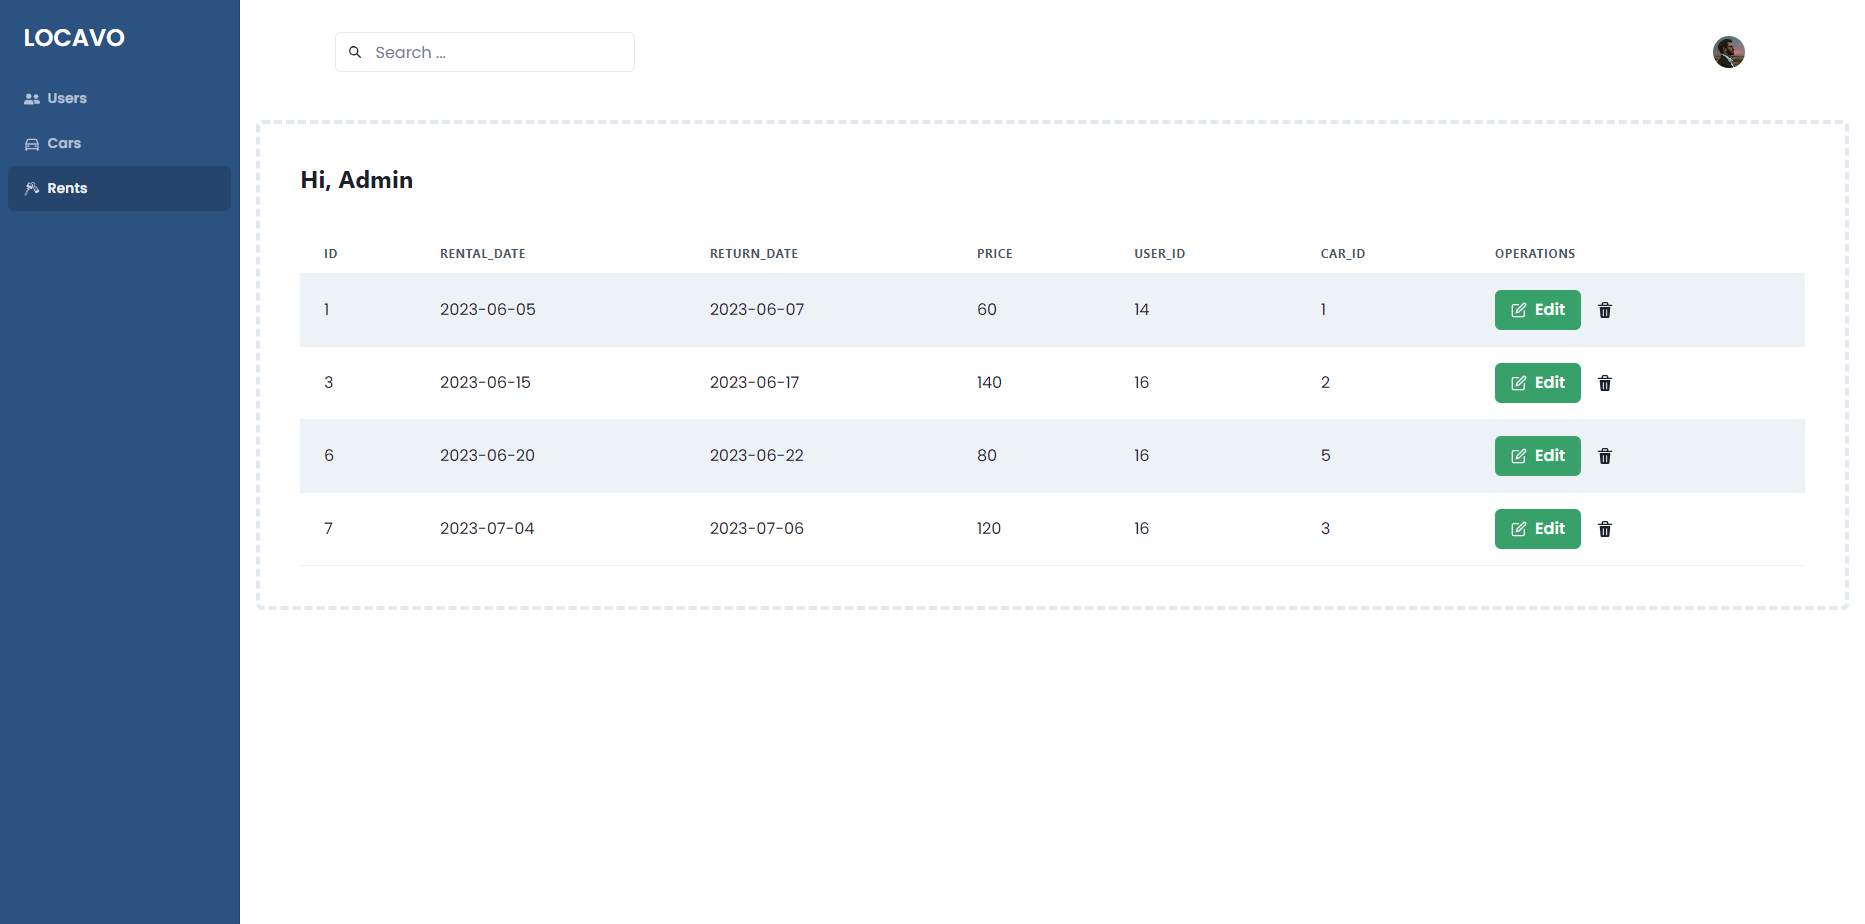 LOCAVO
Users
Cars
Rents
Search ...
Hi, Admin
ID RENTAL_DATE RETURN_DATE PRICE USER_ID CAR_ID OPERATIONS
1 2023-06-05 2023-06-07 60 14 1 Edit
3 2023-06-15 2023-06-17 140 16 2 Edit
6 2023-06-20 2023-06-22 80 16 5 Edit
7 2023-07-04 2023-07-06 120 16 3 Edit